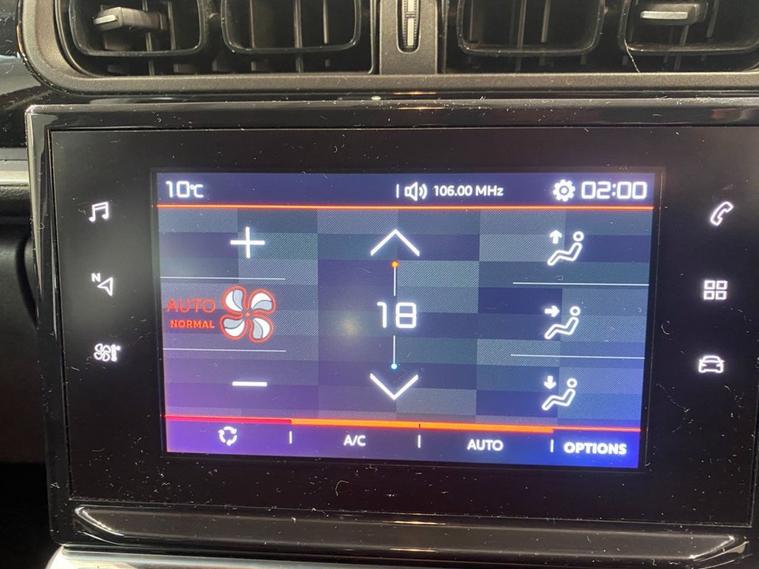 10℃
106.00 MHz
02:00
N
AUTO
NORMAL
18
A/C
AUTO
OPTIONS